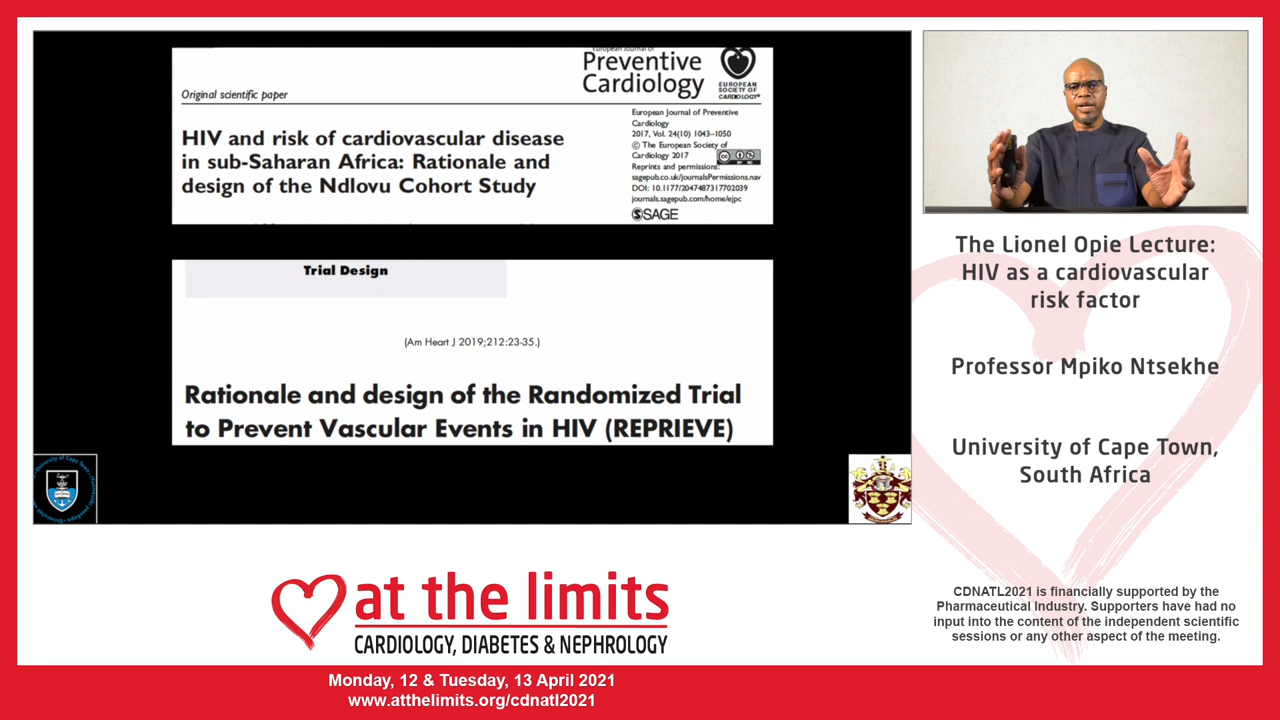 European Journal of
Preventive
Cardiology
EUROPEAN
SOCIETY OF
CARDIOLOGY®
Original scientific paper
HIV and risk of cardiovascular disease
in sub-Saharan Africa: Rationale and
design of the Ndlovu Cohort Study
European Journal of Preventive
Cardiology
2017, Vol. 24(10) 1043–1050
© The European Society of
Cardiology 2017
Reprints and permissions:
sagepub.co.uk/journalsPermissions.nav
DOI: 10.1177/2047487317702039
journals.sagepub.com/home/ejpc
SAGE
Trial Design
(Am Heart J 2019;212:23-35.)
Rationale and design of the Randomized Trial
to Prevent Vascular Events in HIV (REPRIEVE)
The Lionel Opie Lecture:
HIV as a cardiovascular
risk factor
Professor Mpiko Ntsekhe
University of Cape Town,
South Africa
CDNATL2021 is financially supported by the
Pharmaceutical Industry. Supporters have had no
input into the content of the independent scientific
sessions or any other aspect of the meeting.
at the limits
CARDIOLOGY, DIABETES & NEPHROLOGY
Monday, 12 & Tuesday, 13 April 2021
www.atthelimits.org/cdnatl2021